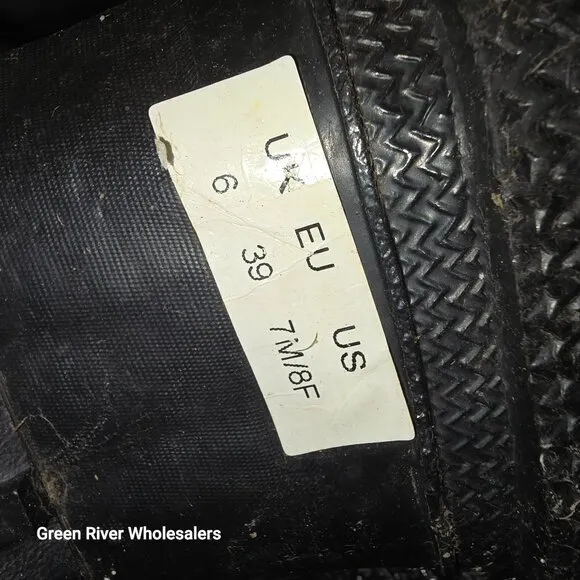 UK EU US
6 39 7M/8F
Green River Wholesalers